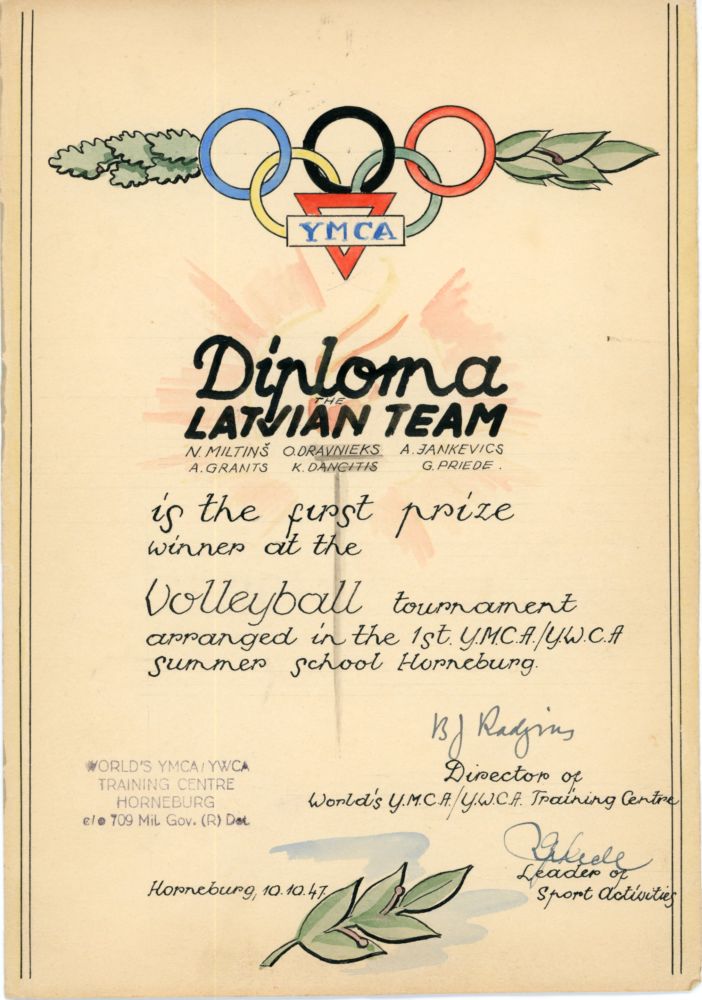 YMCA
Diploma
THE
LATVIAN TEAM
N. MILTIŅŠ O. DRAVNIEKS A. JANKEVICS
A. GRANTS K. DANCITIS G. PRIEDE.
is the first prize
winner at the
Volleyball tournament
arranged in the 1st. Y.M.C.A./Y.W.C.A
summer school Horneburg.
B J Radzins
Director of
World's Y.M.C.A./Y.W.C.A. Training Centre
WORLD'S YMCA/YWCA
TRAINING CENTRE
HORNEBURG
c/o 709 Mil. Gov. (R) Det.
Leader of
Sport activities
Horneburg, 10.10.47.